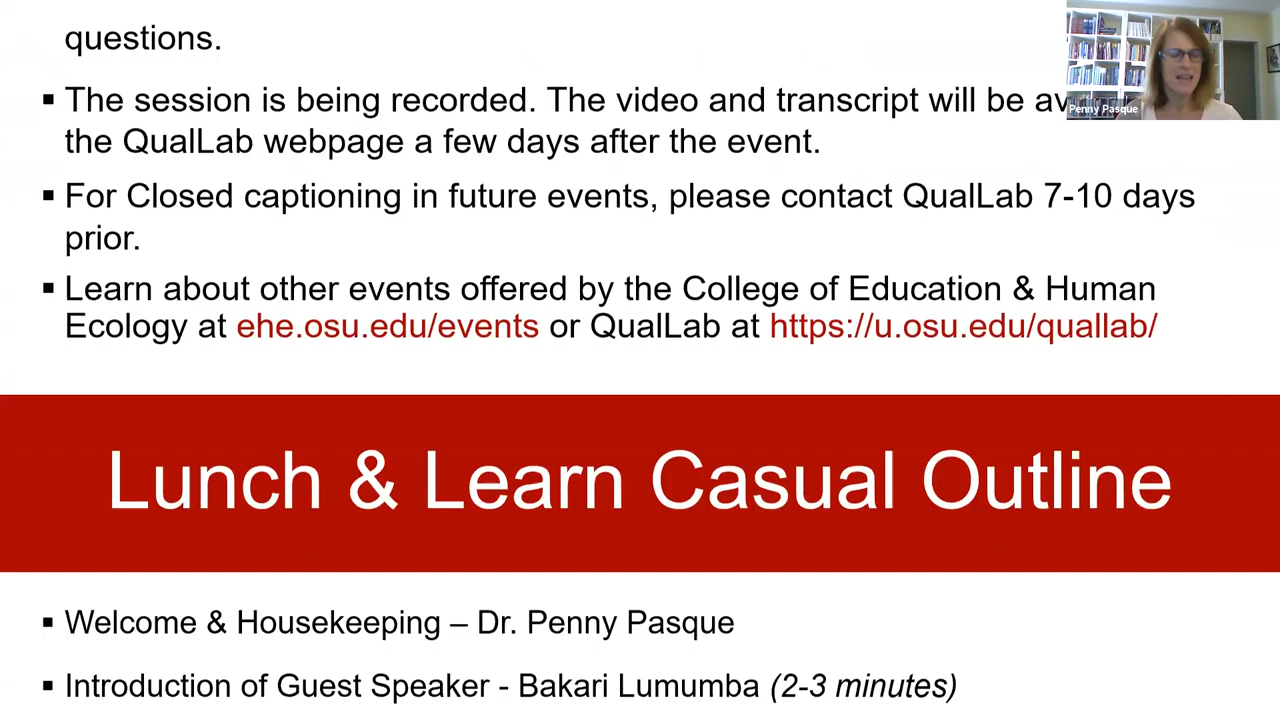 questions.
▪ The session is being recorded. The video and transcript will be av
the QualLab webpage a few days after the event.
▪ For Closed captioning in future events, please contact QualLab 7-10 days
prior.
▪ Learn about other events offered by the College of Education & Human
Ecology at ehe.osu.edu/events or QualLab at https://u.osu.edu/quallab/
Penny Pasque
Lunch & Learn Casual Outline
▪ Welcome & Housekeeping – Dr. Penny Pasque
▪ Introduction of Guest Speaker - Bakari Lumumba (2-3 minutes)